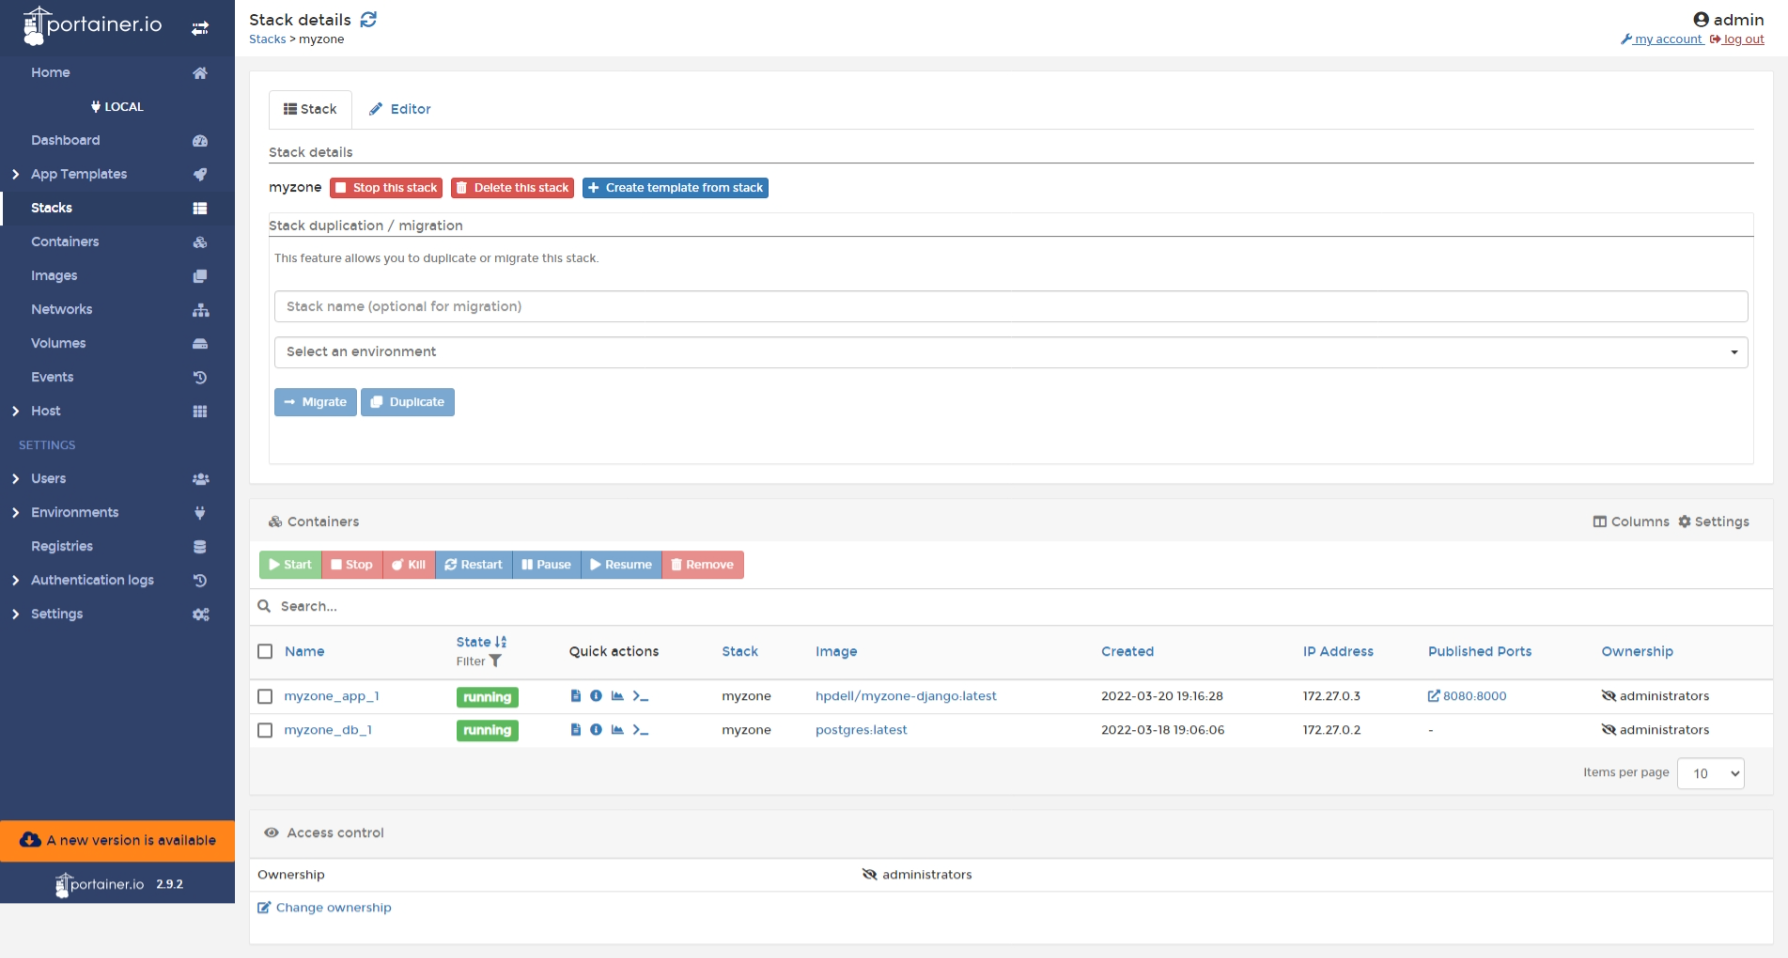 portainer.io
Home
LOCAL
Dashboard
App Templates
Stacks
Containers
Images
Networks
Volumes
Events
Host
SETTINGS
Users
Environments
Registries
Authentication logs
Settings
A new version is available
portainer.io 2.9.2
Stack details
Stacks > myzone
admin
my account log out
Stack Editor
Stack details
myzone Stop this stack Delete this stack Create template from stack
Stack duplication / migration
This feature allows you to duplicate or migrate this stack.
Stack name (optional for migration)
Select an environment
Migrate Duplicate
Containers Columns Settings
Start Stop Kill Restart Pause Resume Remove
Search...
Name State Filter Quick actions Stack Image Created IP Address Published Ports Ownership
myzone_app_1 running myzone hpdell/myzone-django:latest 2022-03-20 19:16:28 172.27.0.3 8080:8000 administrators
myzone_db_1 running myzone postgres:latest 2022-03-18 19:06:06 172.27.0.2 - administrators
Items per page 10
Access control
Ownership administrators
Change ownership